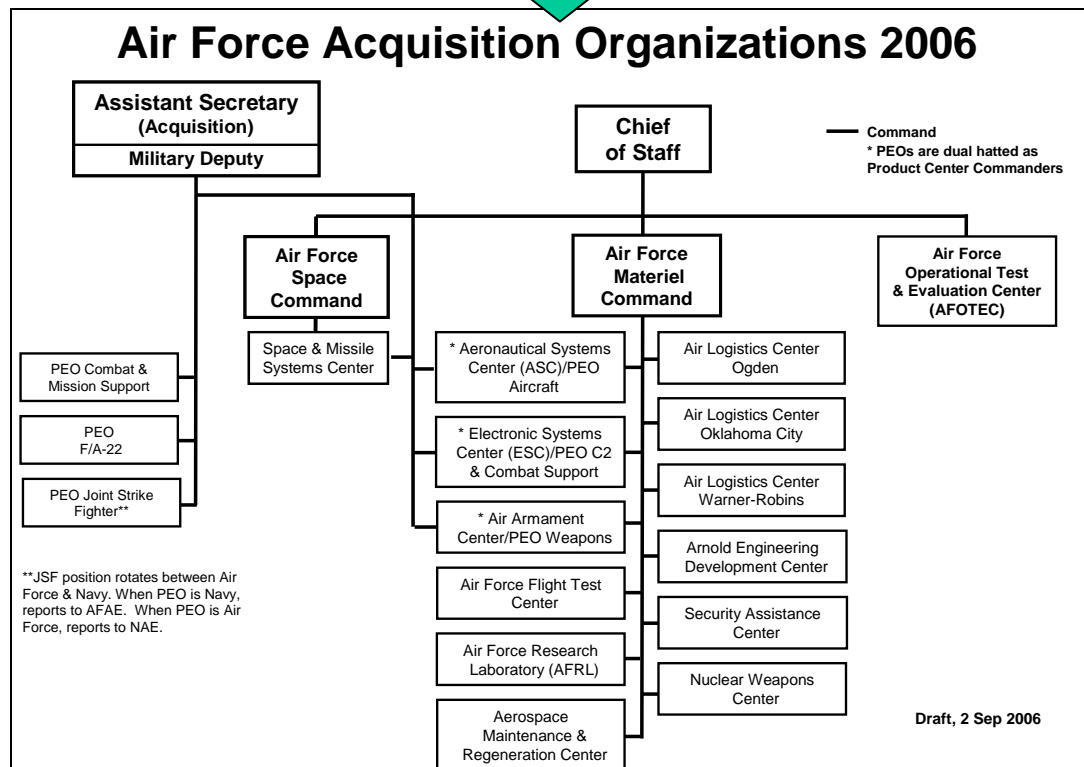 Air Force Acquisition Organizations 2006
Assistant Secretary
(Acquisition)
Military Deputy
Chief
of Staff
Command
* PEOs are dual hatted as
Product Center Commanders
Air Force
Space
Command
Air Force
Materiel
Command
Air Force
Operational Test
& Evaluation Center
(AFOTEC)
Space & Missile
Systems Center
PEO Combat &
Mission Support
PEO
F/A-22
PEO Joint Strike
Fighter**
* Aeronautical Systems
Center (ASC)/PEO
Aircraft
* Electronic Systems
Center (ESC)/PEO C2
& Combat Support
* Air Armament
Center/PEO Weapons
Air Force Flight Test
Center
Air Force Research
Laboratory (AFRL)
Aerospace
Maintenance &
Regeneration Center
Air Logistics Center
Ogden
Air Logistics Center
Oklahoma City
Air Logistics Center
Warner-Robins
Arnold Engineering
Development Center
Security Assistance
Center
Nuclear Weapons
Center
**JSF position rotates between Air
Force & Navy. When PEO is Navy,
reports to AFAE.  When PEO is Air
Force, reports to NAE.
Draft, 2 Sep 2006